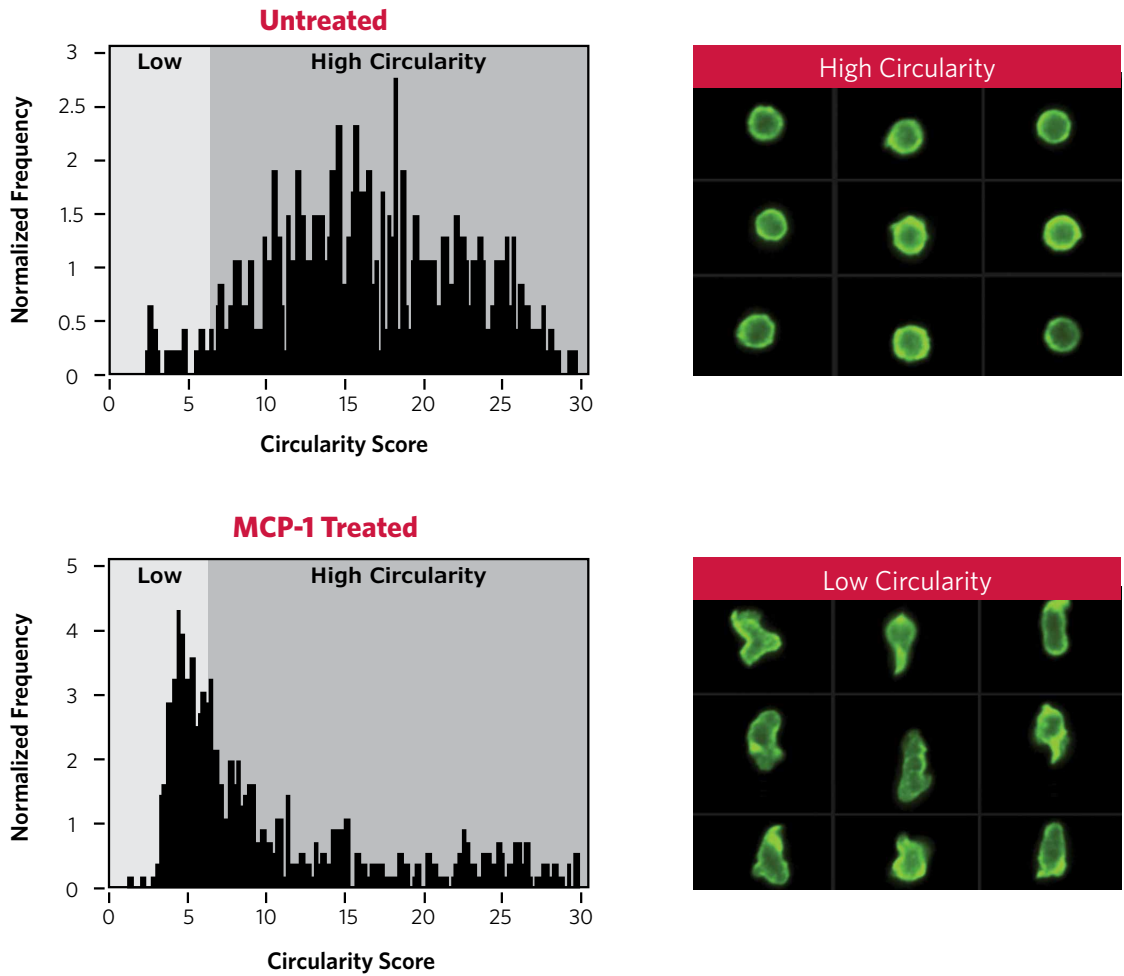 Untreated
Low High Circularity
Normalized Frequency
3
2.5
2
1.5
1
0.5
0
0 5 10 15 20 25 30
Circularity Score
High Circularity
MCP-1 Treated
Low High Circularity
Normalized Frequency
5
4
3
2
1
0
0 5 10 15 20 25 30
Circularity Score
Low Circularity